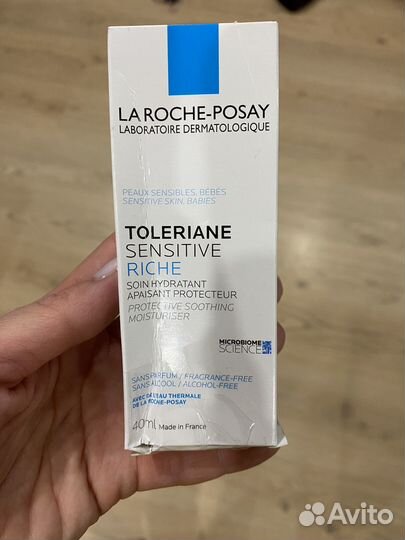 LA ROCHE-POSAY
LABORATOIRE DERMATOLOGIQUE
PEAUX SENSIBLES, BÉBÉS
SENSITIVE SKIN, BABIES
TOLERIANE
SENSITIVE
RICHE
SOIN HYDRATANT
APAISANT PROTECTEUR
PROTECTIVE SOOTHING
MOISTURISER
MICROBIOME
SCIENCE
SANS PARFUM / FRAGRANCE-FREE
SANS ALCOOL / ALCOHOL-FREE
AVEC DE L'EAU THERMALE
DE LA ROCHE-POSAY
40ml Made in France
Avito